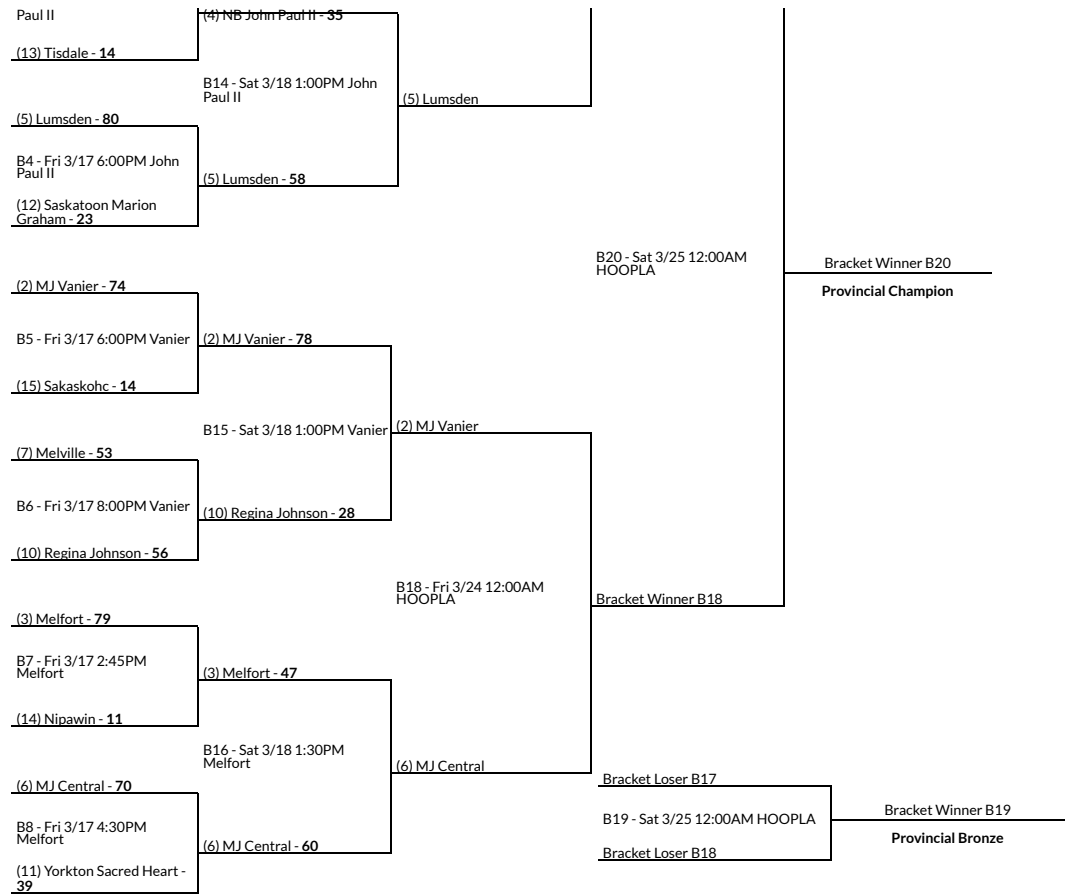 Paul II
(4) NB John Paul II - 35
(13) Tisdale - 14
B14 - Sat 3/18 1:00PM John
Paul II
(5) Lumsden
(5) Lumsden - 80
B4 - Fri 3/17 6:00PM John
Paul II
(5) Lumsden - 58
(12) Saskatoon Marion
Graham - 23
B20 - Sat 3/25 12:00AM
HOOPLA
Bracket Winner B20
Provincial Champion
(2) MJ Vanier - 74
B5 - Fri 3/17 6:00PM Vanier
(2) MJ Vanier - 78
(15) Sakaskohc - 14
B15 - Sat 3/18 1:00PM Vanier
(2) MJ Vanier
(7) Melville - 53
B6 - Fri 3/17 8:00PM Vanier
(10) Regina Johnson - 28
(10) Regina Johnson - 56
B18 - Fri 3/24 12:00AM
HOOPLA
Bracket Winner B18
(3) Melfort - 79
B7 - Fri 3/17 2:45PM
Melfort
(3) Melfort - 47
(14) Nipawin - 11
B16 - Sat 3/18 1:30PM
Melfort
(6) MJ Central
(6) MJ Central - 70
B8 - Fri 3/17 4:30PM
Melfort
(6) MJ Central - 60
(11) Yorkton Sacred Heart -
39
Bracket Loser B17
B19 - Sat 3/25 12:00AM HOOPLA
Bracket Loser B18
Bracket Winner B19
Provincial Bronze